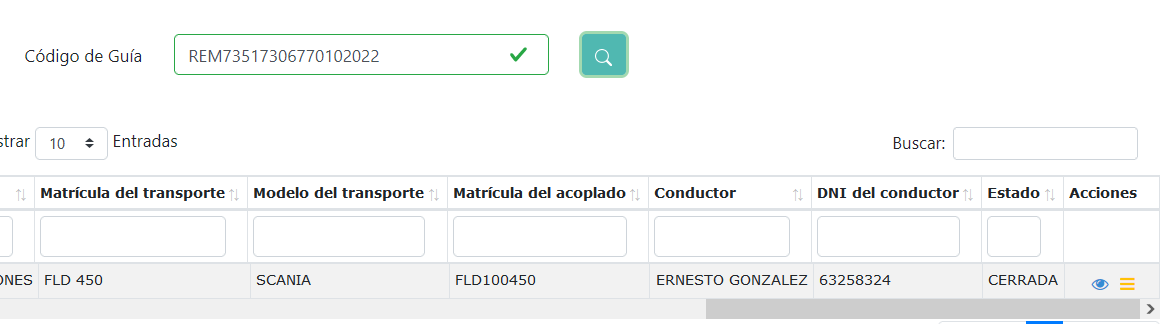 Código de Guía REM73517306770102022
strar 10 Entradas Buscar:
Matrícula del transporte Modelo del transporte Matrícula del acoplado Conductor DNI del conductor Estado Acciones
ONES FLD 450 SCANIA FLD100450 ERNESTO GONZALEZ 63258324 CERRADA